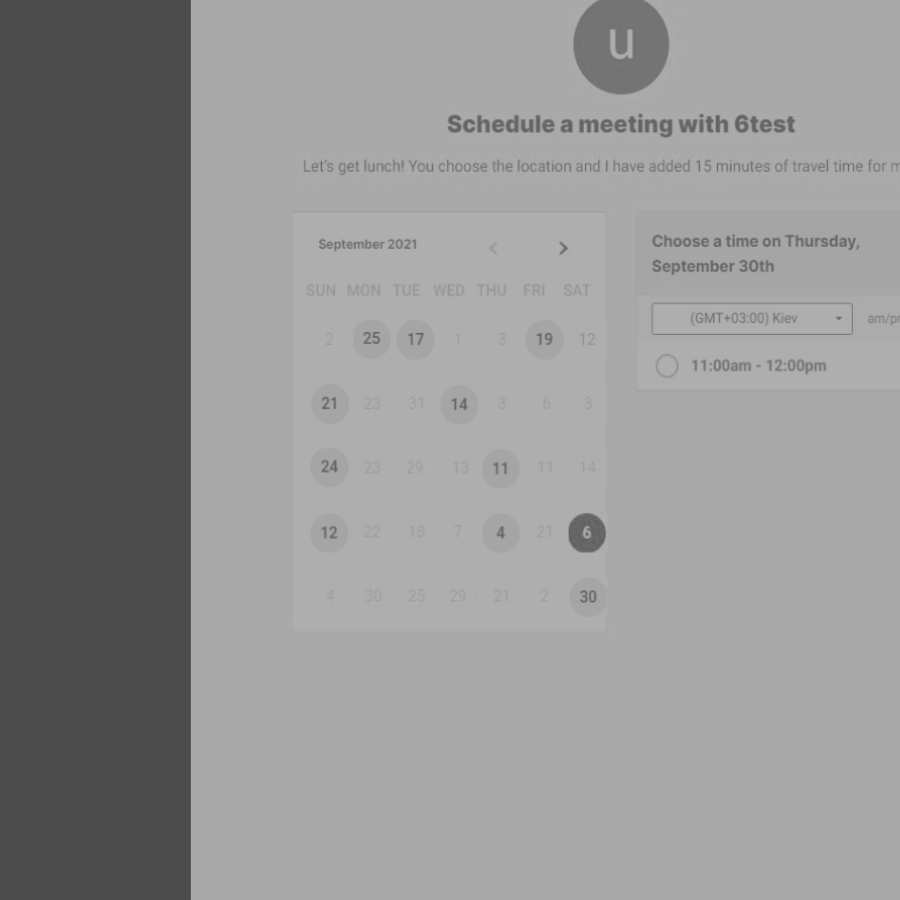 u
Schedule a meeting with 6test
Let's get lunch! You choose the location and I have added 15 minutes of travel time for m
September 2021
SUN MON TUE WED THU FRI SAT
2 25 17 1 3 19 12
21 23 31 14 3 6 3
24 23 29 13 11 11 14
12 22 18 7 4 21 6
4 30 25 29 21 2 30
Choose a time on Thursday,
September 30th
(GMT+03:00) Kiev am/p
11:00am - 12:00pm